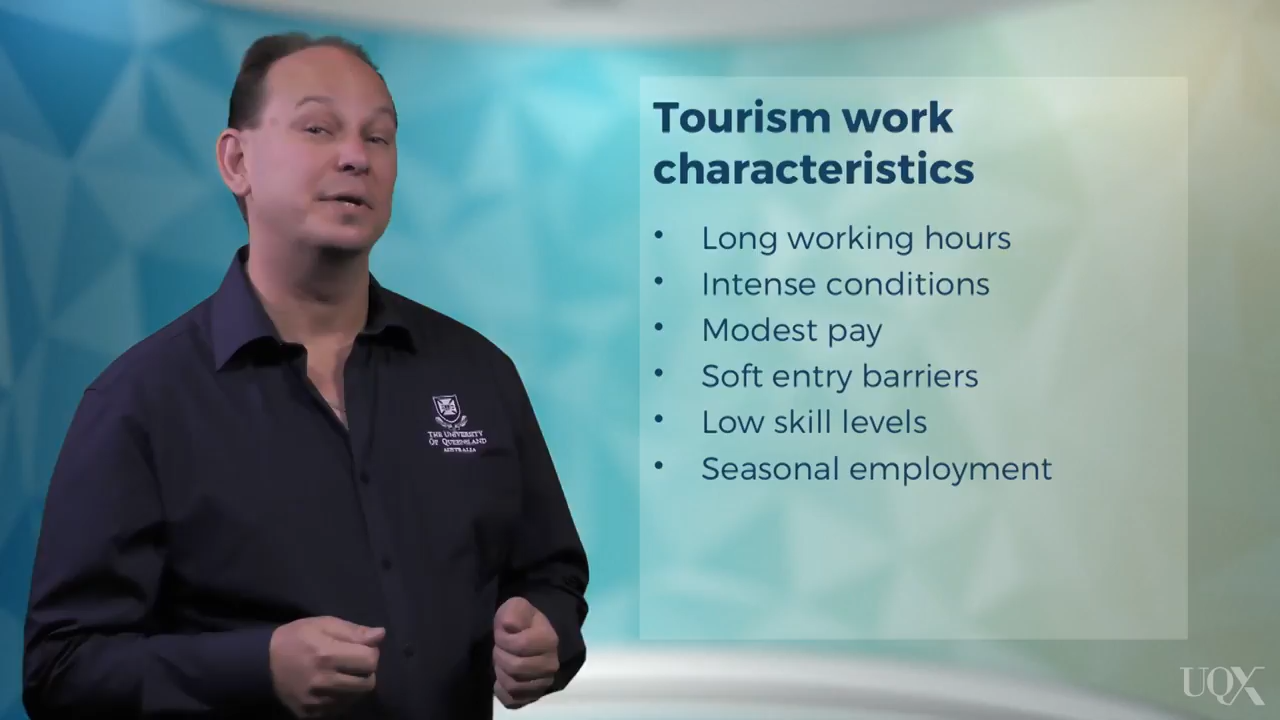 Tourism work
characteristics
• Long working hours
• Intense conditions
• Modest pay
• Soft entry barriers
• Low skill levels
• Seasonal employment
THE UNIVERSITY
OF QUEENSLAND
AUSTRALIA
UQX